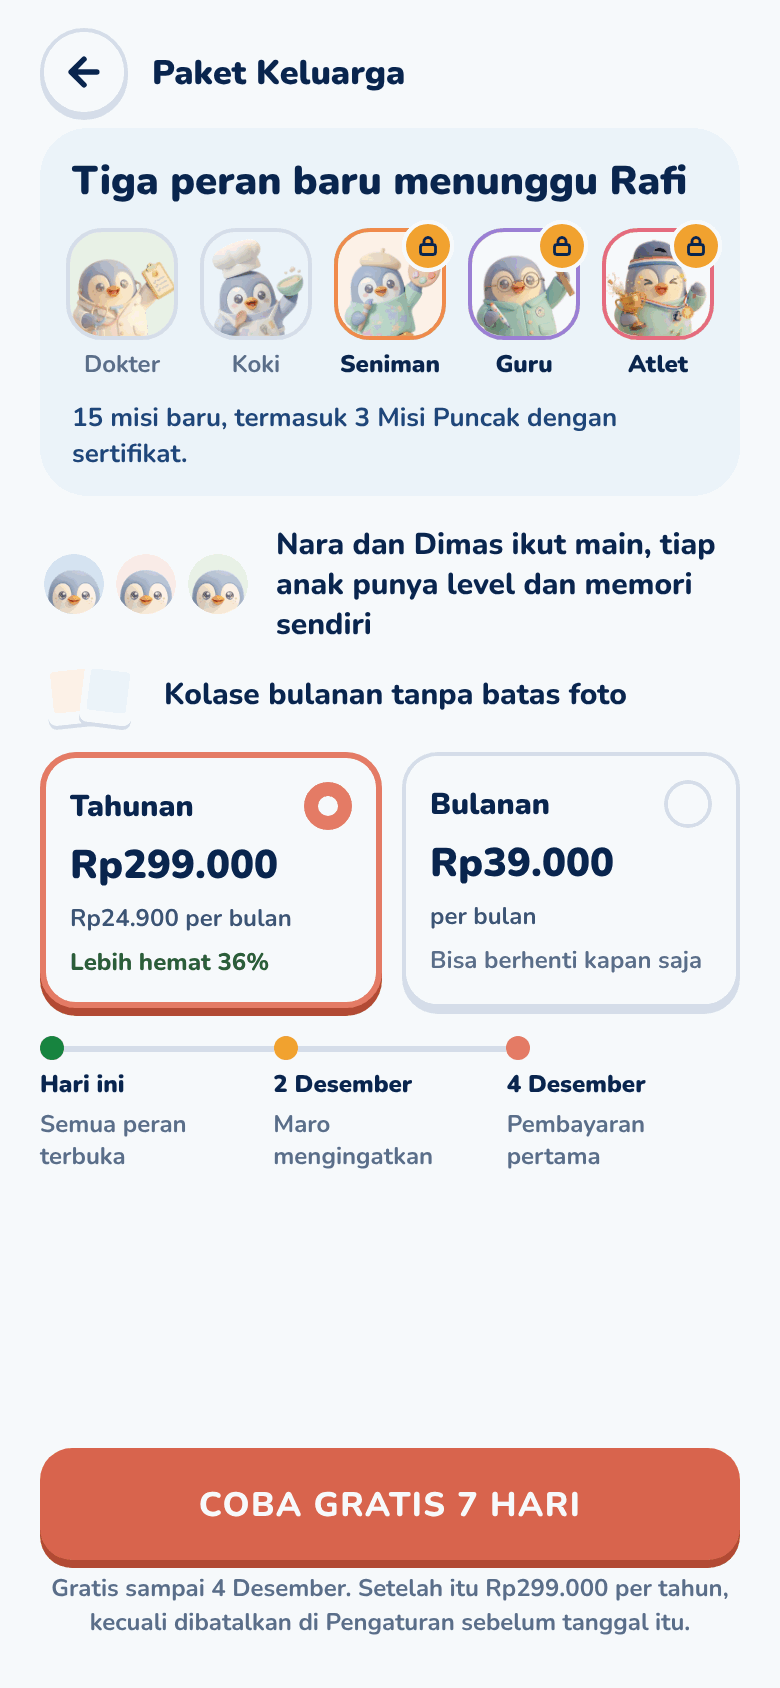 Paket Keluarga
Tiga peran baru menunggu Rafi
Dokter
Koki
Seniman
Guru
Atlet
15 misi baru, termasuk 3 Misi Puncak dengan
sertifikat.
Nara dan Dimas ikut main, tiap
anak punya level dan memori
sendiri
Kolase bulanan tanpa batas foto
Tahunan
Rp299.000
Rp24.900 per bulan
Lebih hemat 36%
Bulanan
Rp39.000
per bulan
Bisa berhenti kapan saja
Hari ini
Semua peran
terbuka
2 Desember
Maro
mengingatkan
4 Desember
Pembayaran
pertama
COBA GRATIS 7 HARI
Gratis sampai 4 Desember. Setelah itu Rp299.000 per tahun,
kecuali dibatalkan di Pengaturan sebelum tanggal itu.